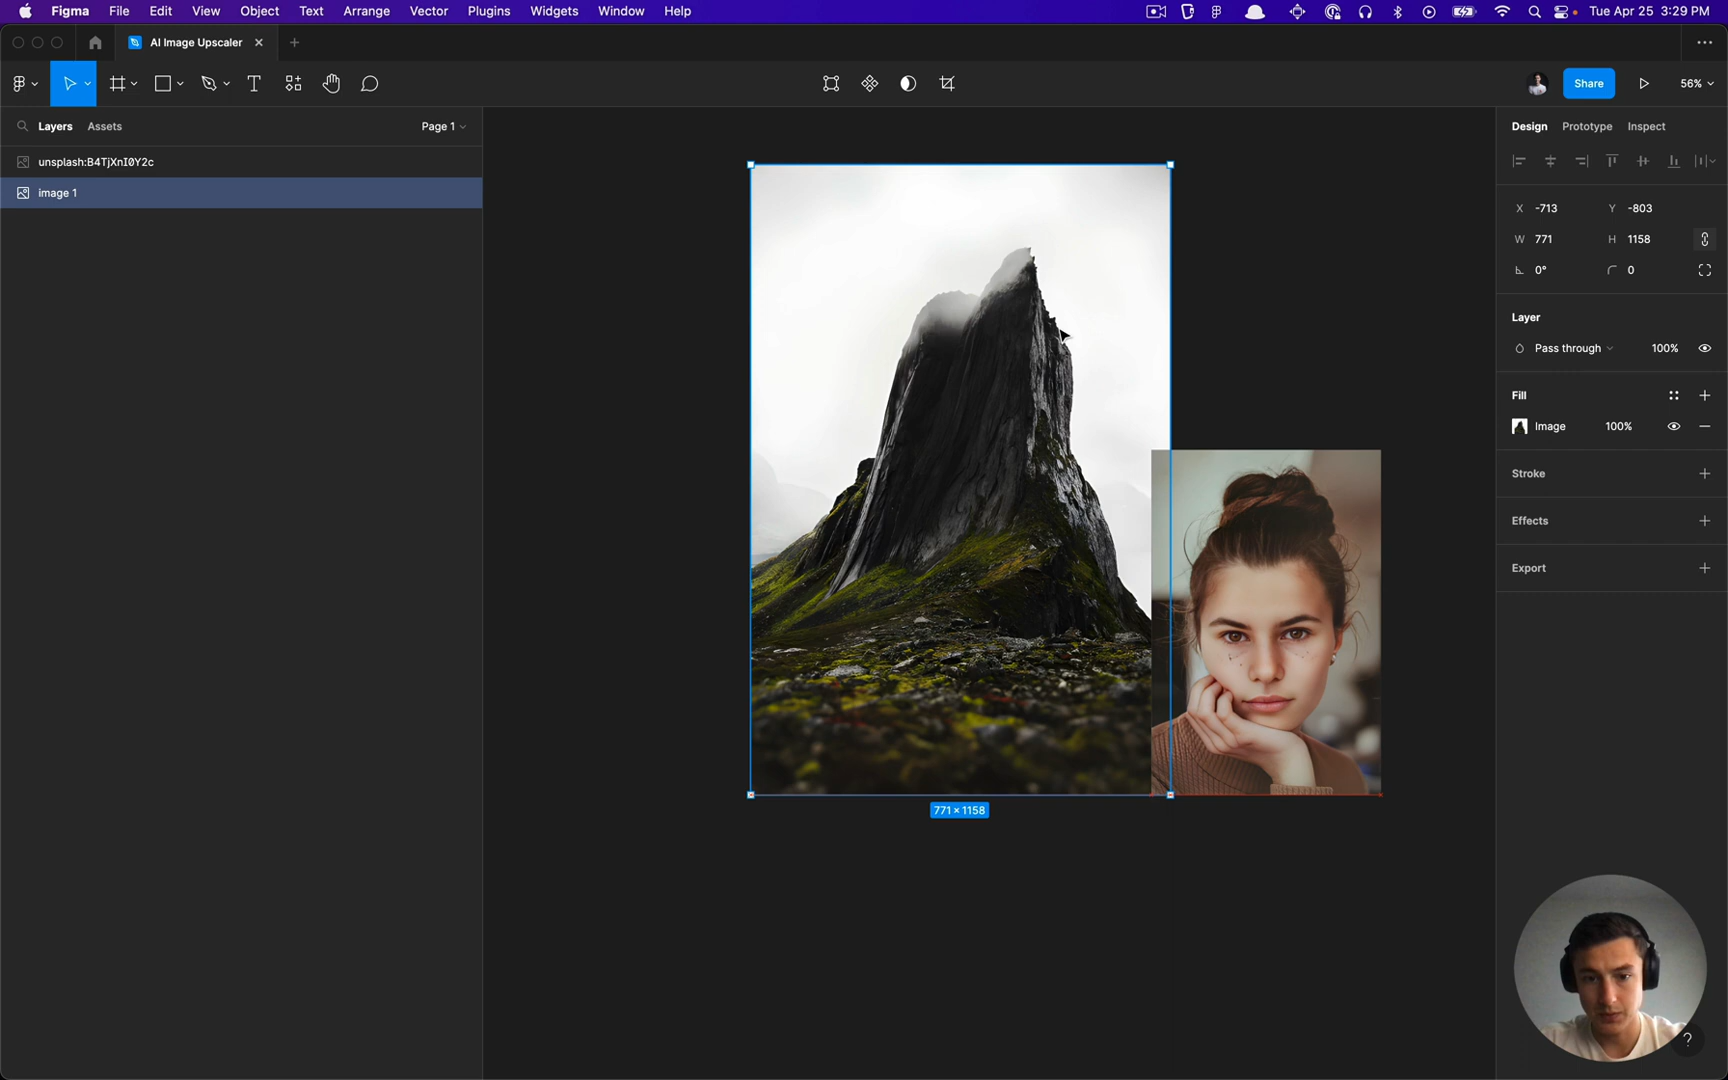 Figma File Edit View Object Text Arrange Vector Plugins Widgets Window Help Tue Apr 25 3:29 PM
AI Image Upscaler
Share 56%
Layers Assets Page 1
unsplash:B4TjXnI0Y2c
image 1
771 × 1158
Design Prototype Inspect
X -713 Y -803
W 771 H 1158
0° 0
Layer
Pass through 100%
Fill
Image 100%
Stroke
Effects
Export
?